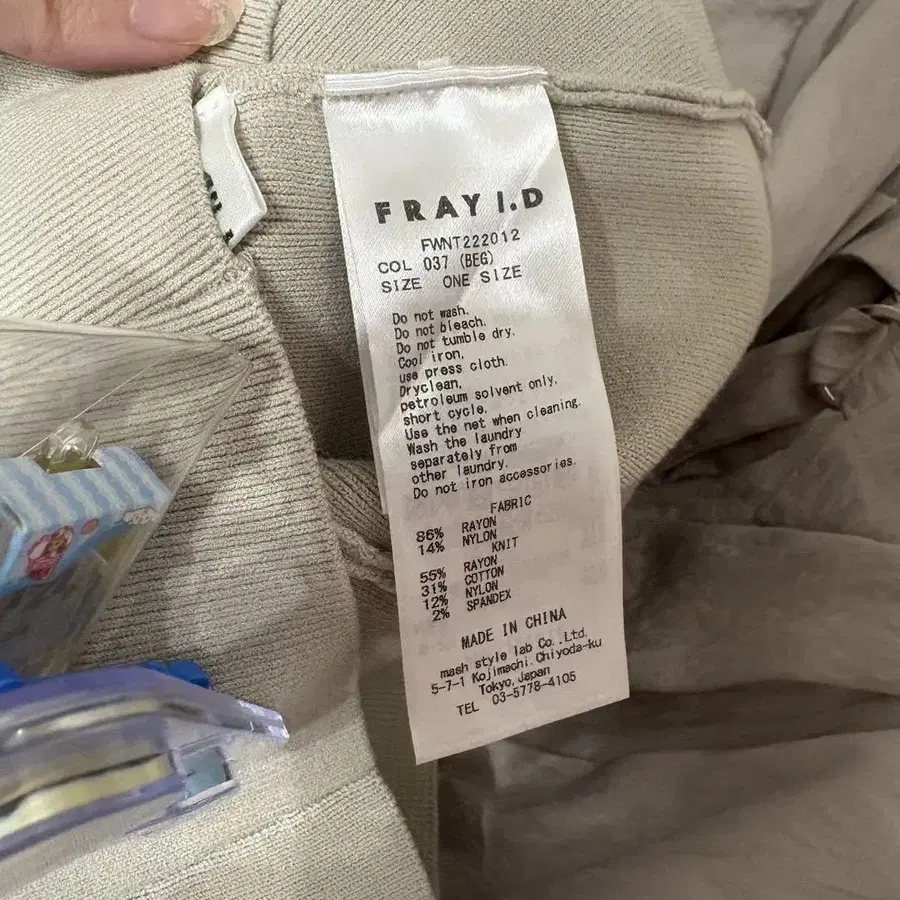 FRAY I.D
FWNT222012
COL 037 (BEG)
SIZE ONE SIZE
Do not wash.
Do not bleach.
Do not tumble dry.
Cool iron,
use press cloth.
Dryclean,
petroleum solvent only,
short cycle.
Use the net when cleaning.
Wash the laundry
separately from
other laundry.
Do not iron accessories.
FABRIC
86% RAYON
14% NYLON
KNIT
55% RAYON
31% COTTON
12% NYLON
2% SPANDEX
MADE IN CHINA
mash style lab Co.,Ltd.
5-7-1 Kojimachi, Chiyoda-ku
Tokyo, Japan
TEL 03-5778-4105